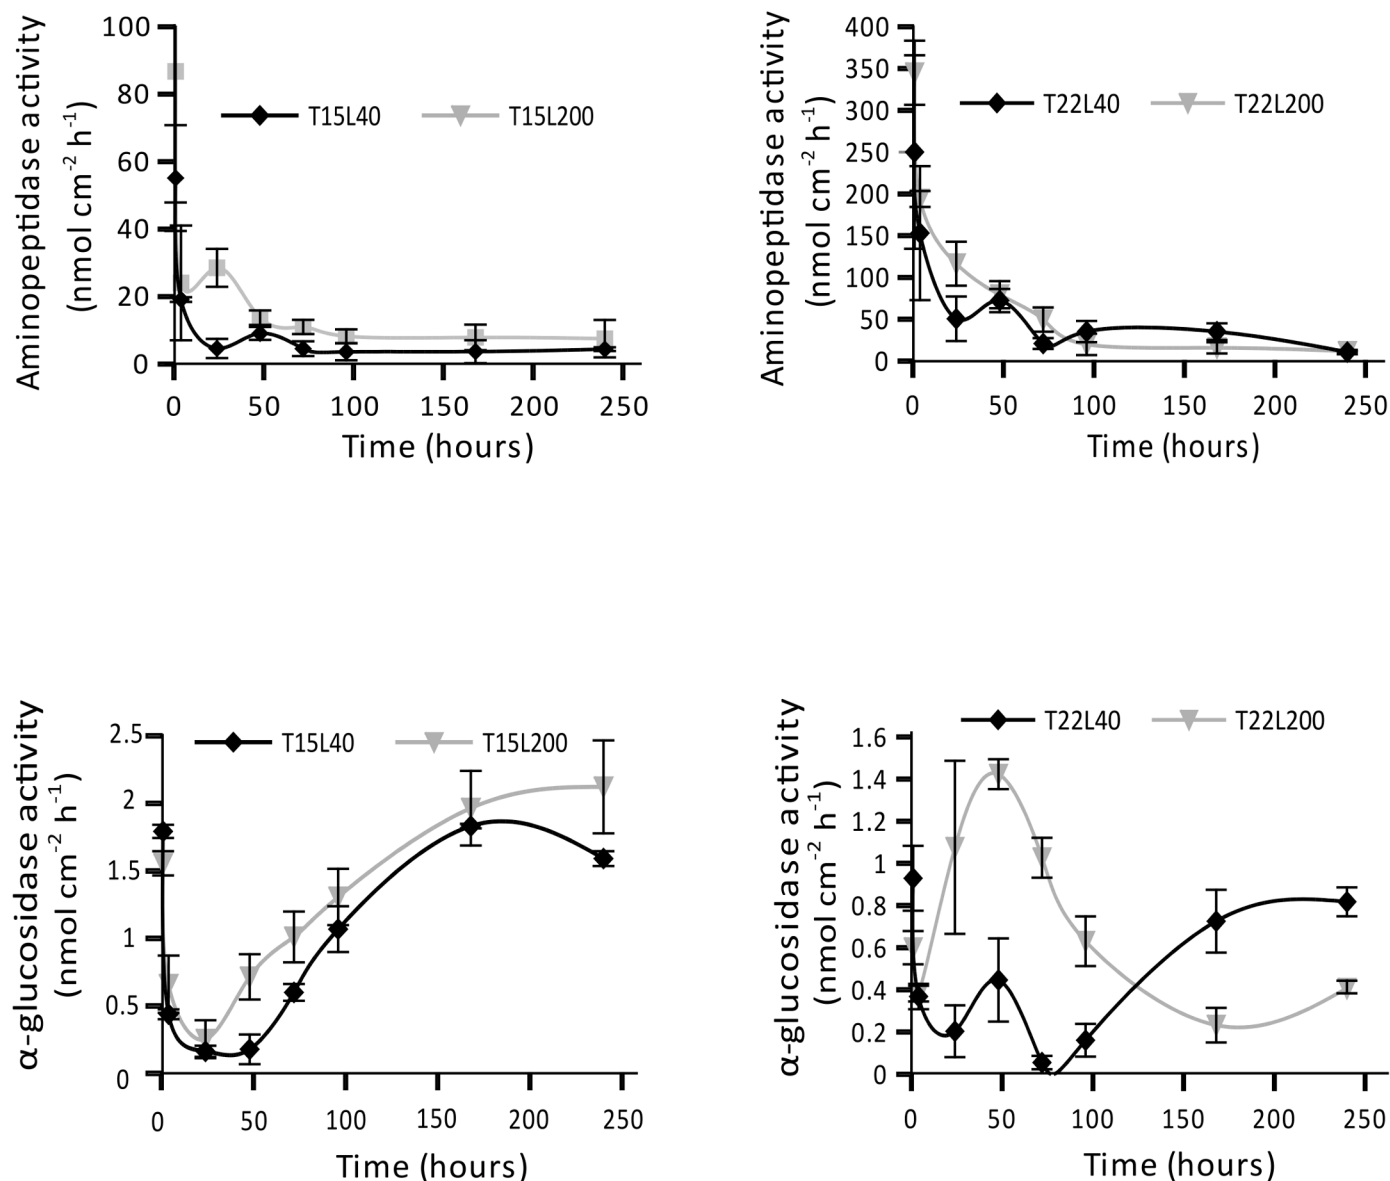 Aminopeptidase activity
(nmol cm⁻² h⁻¹)
100
80
60
40
20
0
T15L40
T15L200
0 50 100 150 200 250
Time (hours)
Aminopeptidase activity
(nmol cm⁻² h⁻¹)
400
350
300
250
200
150
100
50
0
T22L40
T22L200
0 50 100 150 200 250
Time (hours)
α-glucosidase activity
(nmol cm⁻² h⁻¹)
2.5
2
1.5
1
0.5
0
T15L40
T15L200
0 50 100 150 200 250
Time (hours)
α-glucosidase activity
(nmol cm⁻² h⁻¹)
1.6
1.4
1.2
1
0.8
0.6
0.4
0.2
0
T22L40
T22L200
0 50 100 150 200 250
Time (hours)